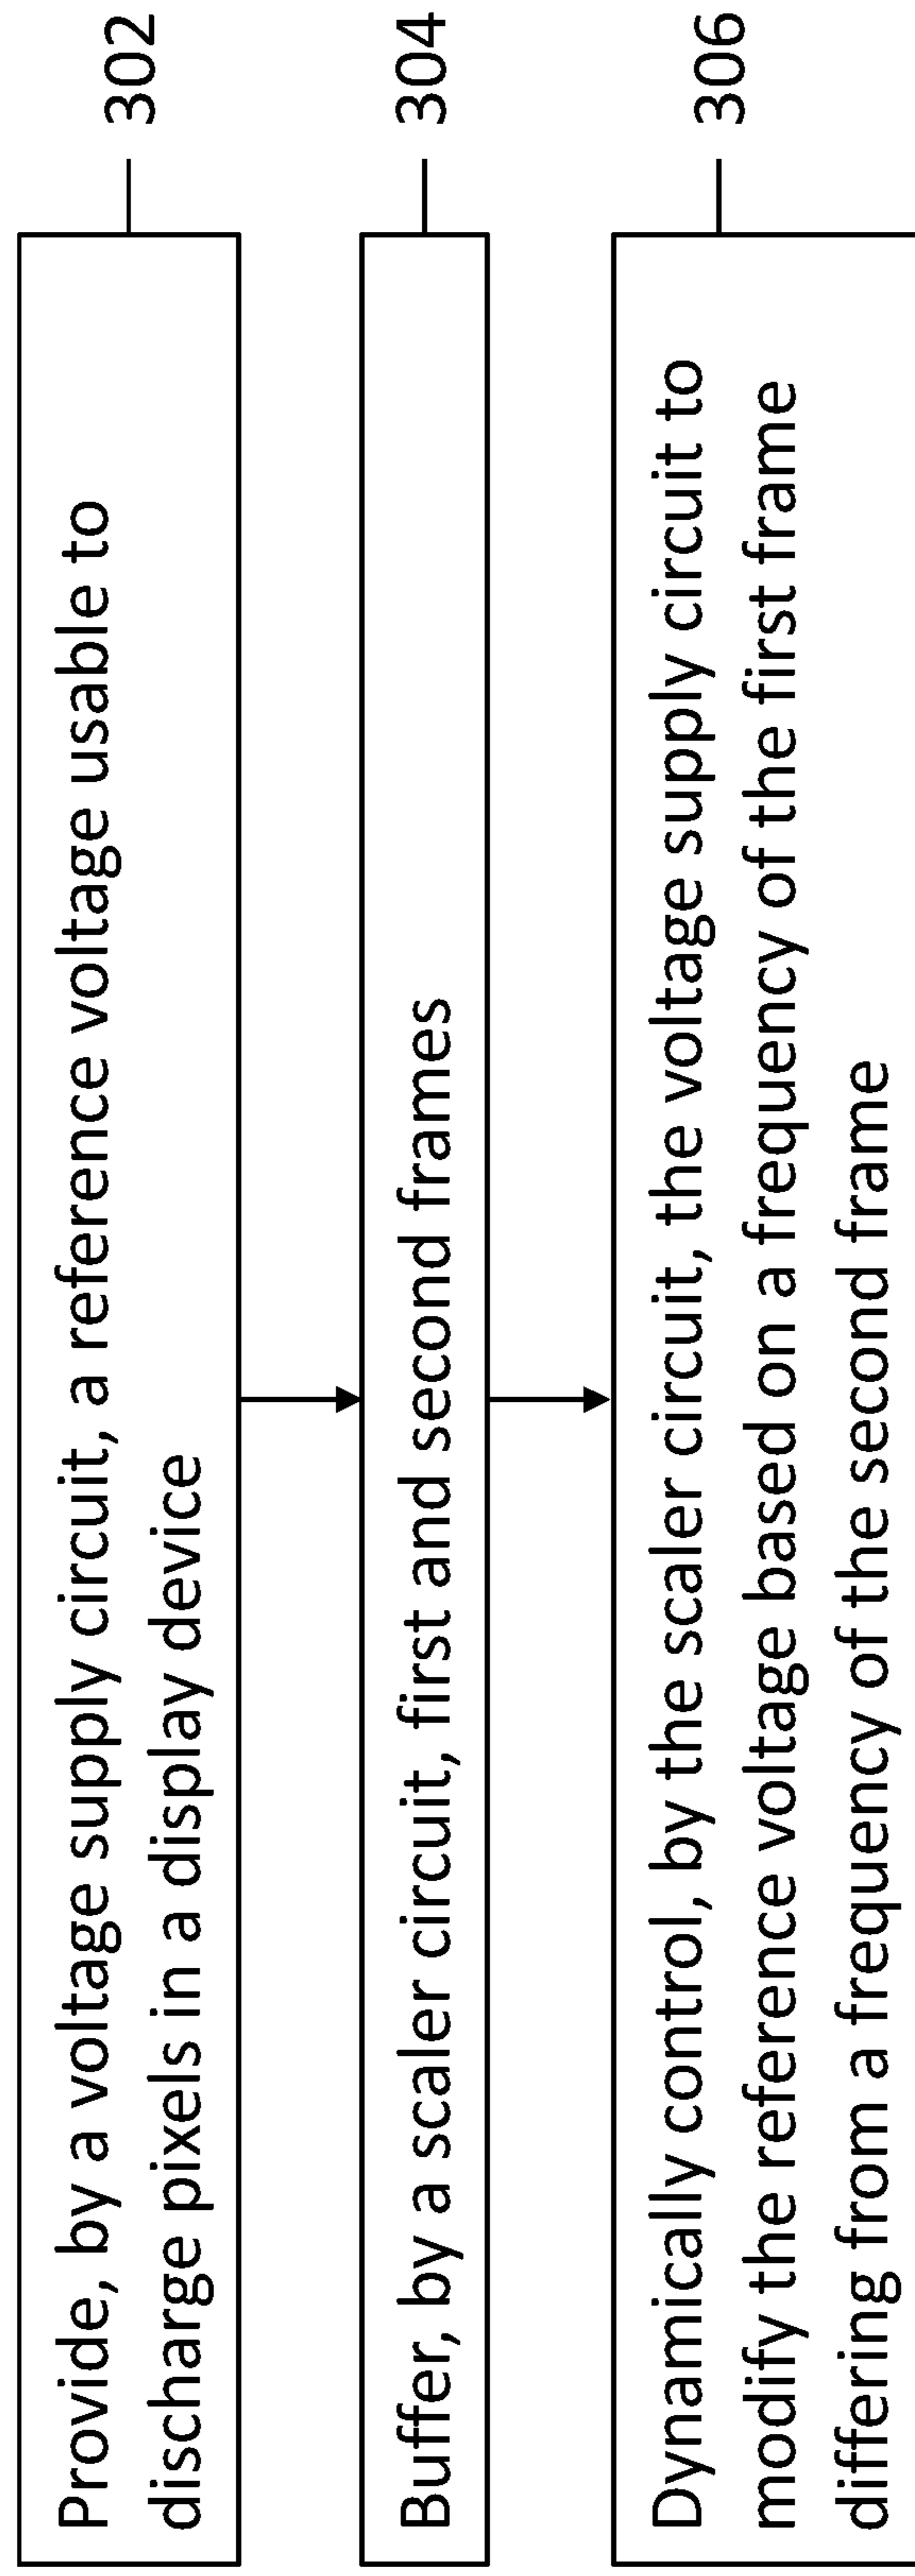 Provide, by a voltage supply circuit, a reference voltage usable to
discharge pixels in a display device
302
Buffer, by a scaler circuit, first and second frames
304
Dynamically control, by the scaler circuit, the voltage supply circuit to
modify the reference voltage based on a frequency of the first frame
differing from a frequency of the second frame
306